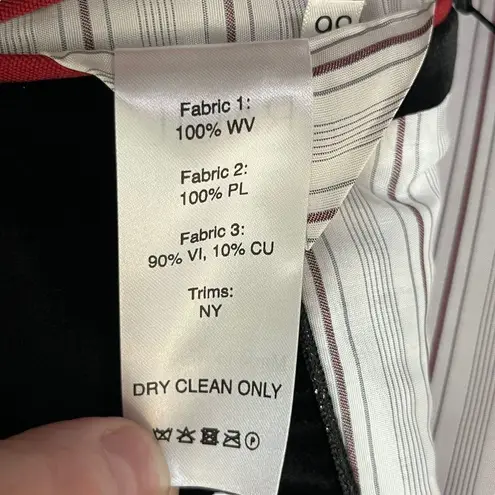 Fabric 1:
100% WV
Fabric 2:
100% PL
Fabric 3:
90% VI, 10% CU
Trims:
NY
DRY CLEAN ONLY
P